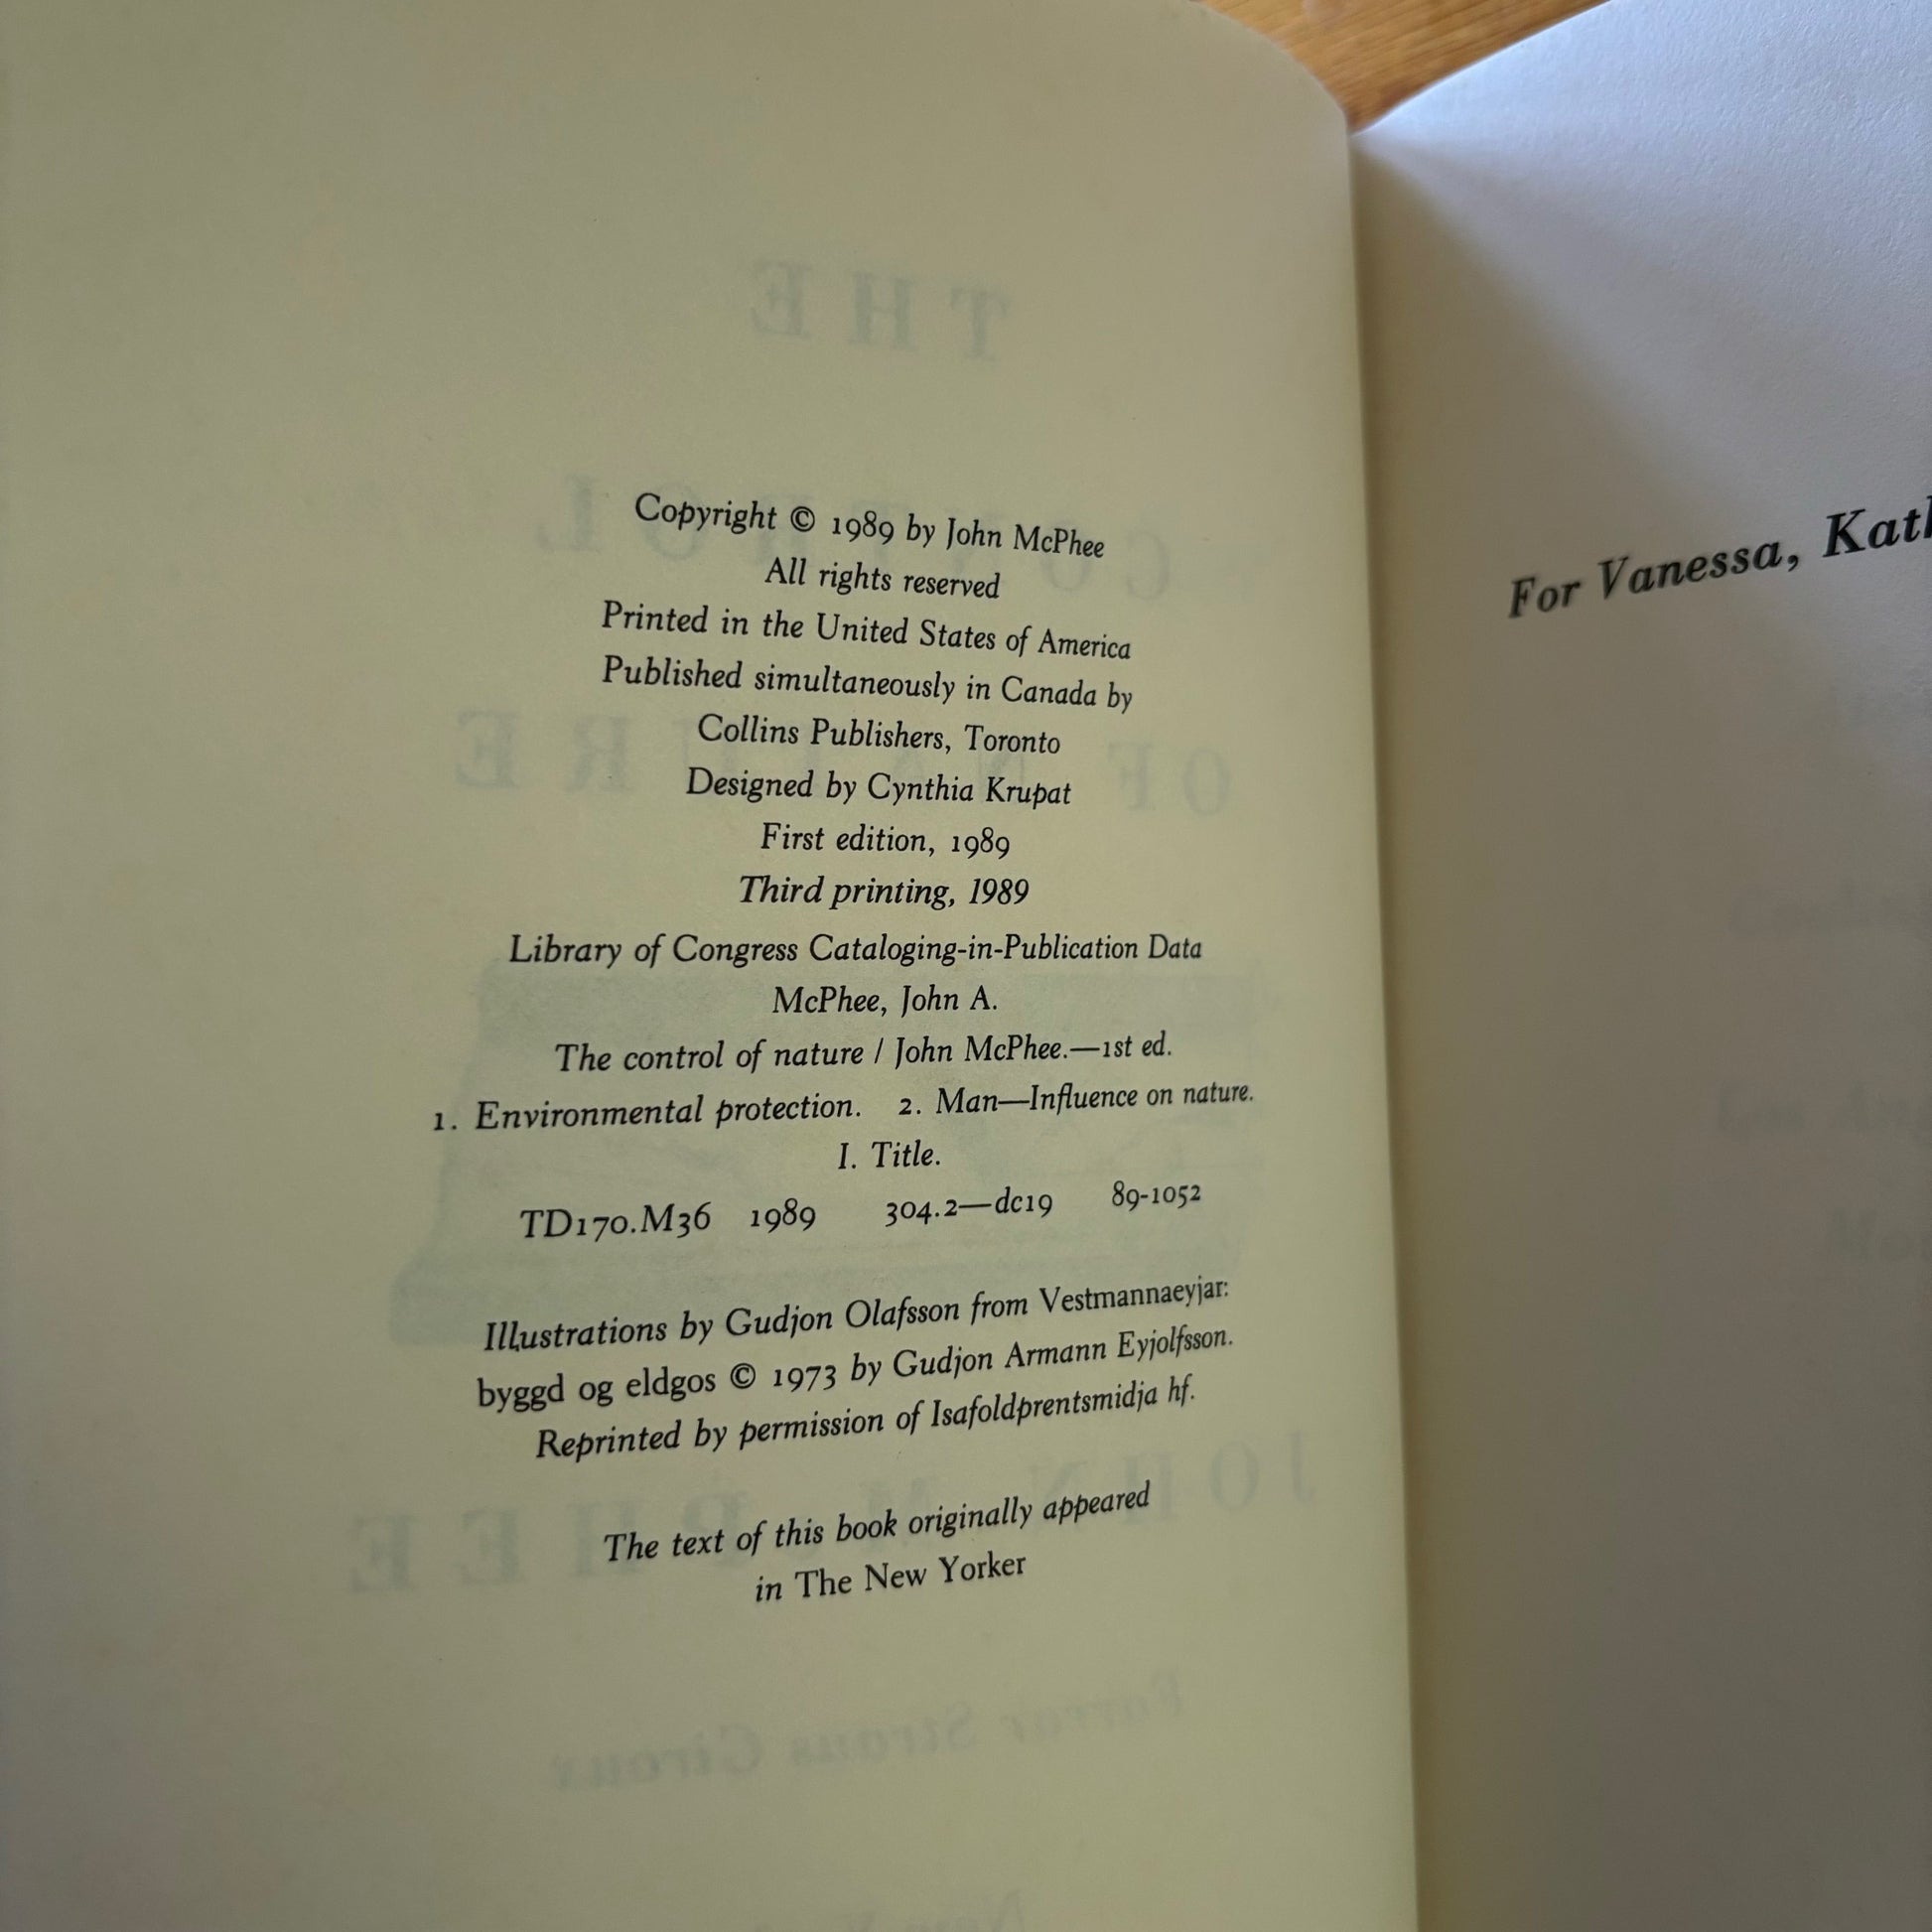 Copyright © 1989 by John McPhee
All rights reserved
Printed in the United States of America
Published simultaneously in Canada by
Collins Publishers, Toronto
Designed by Cynthia Krupat
First edition, 1989
Third printing, 1989
Library of Congress Cataloging-in-Publication Data
McPhee, John A.
The control of nature / John McPhee.—1st ed.
1. Environmental protection. 2. Man—Influence on nature.
I. Title.
TD170.M36 1989 304.2—dc19 89-1052
Illustrations by Gudjon Olafsson from Vestmannaeyjar:
byggd og eldgos © 1973 by Gudjon Armann Eyjolfsson.
Reprinted by permission of Isafoldprentsmidja hf.
The text of this book originally appeared
in The New Yorker
For Vanessa,